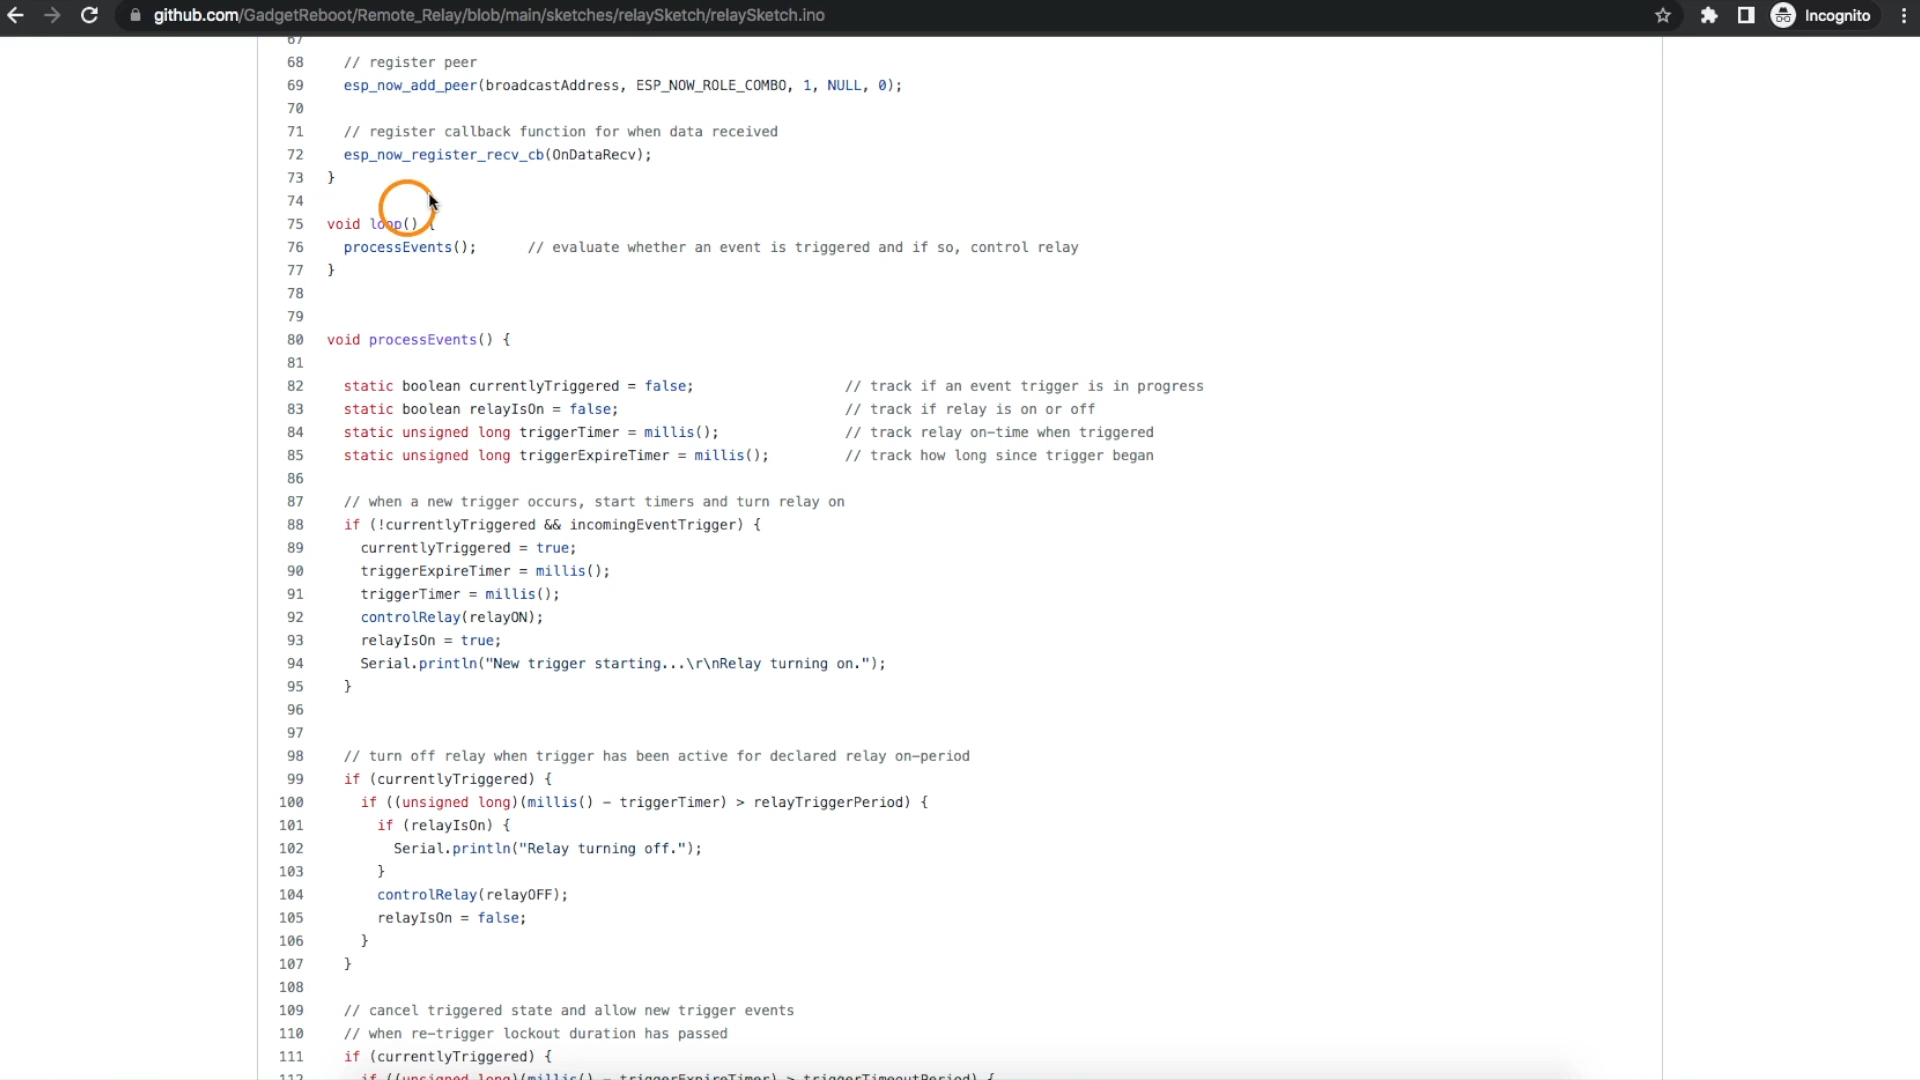 github.com/GadgetReboot/Remote_Relay/blob/main/sketches/relaySketch/relaySketch.ino
Incognito
67
68 // register peer
69 esp_now_add_peer(broadcastAddress, ESP_NOW_ROLE_COMBO, 1, NULL, 0);
70
71 // register callback function for when data received
72 esp_now_register_recv_cb(OnDataRecv);
73 }
74
75 void loop() {
76 processEvents(); // evaluate whether an event is triggered and if so, control relay
77 }
78
79
80 void processEvents() {
81
82 static boolean currentlyTriggered = false; // track if an event trigger is in progress
83 static boolean relayIsOn = false; // track if relay is on or off
84 static unsigned long triggerTimer = millis(); // track relay on-time when triggered
85 static unsigned long triggerExpireTimer = millis(); // track how long since trigger began
86
87 // when a new trigger occurs, start timers and turn relay on
88 if (!currentlyTriggered && incomingEventTrigger) {
89 currentlyTriggered = true;
90 triggerExpireTimer = millis();
91 triggerTimer = millis();
92 controlRelay(relayON);
93 relayIsOn = true;
94 Serial.println("New trigger starting...\r\nRelay turning on.");
95 }
96
97
98 // turn off relay when trigger has been active for declared relay on-period
99 if (currentlyTriggered) {
100 if ((unsigned long)(millis() - triggerTimer) > relayTriggerPeriod) {
101 if (relayIsOn) {
102 Serial.println("Relay turning off.");
103 }
104 controlRelay(relayOFF);
105 relayIsOn = false;
106 }
107 }
108
109 // cancel triggered state and allow new trigger events
110 // when re-trigger lockout duration has passed
111 if (currentlyTriggered) {
112 if ((unsigned long)(millis() - triggerExpireTimer) > triggerTimeoutPeriod) {